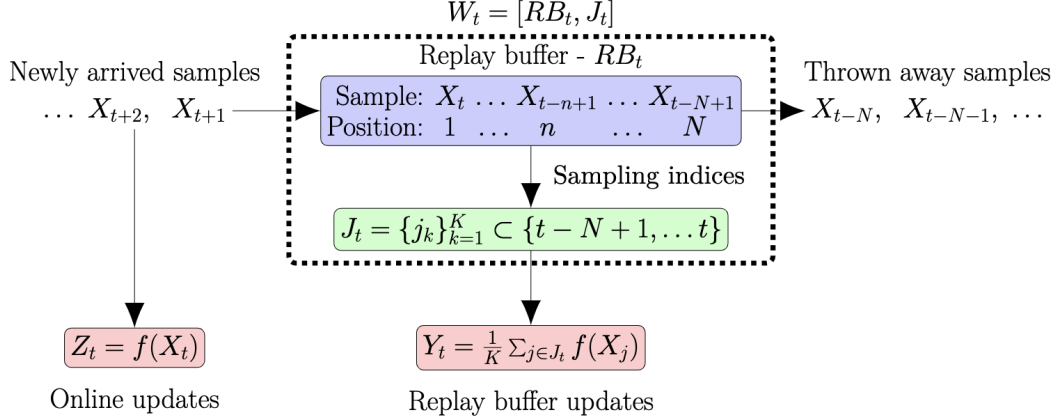 W_t = [RB_t, J_t]
Replay buffer - RB_t
Newly arrived samples
... X_{t+2}, X_{t+1}
Sample: X_t ... X_{t-n+1} ... X_{t-N+1}
Position: 1 ... n ... N
Thrown away samples
X_{t-N}, X_{t-N-1}, ...
Sampling indices
J_t = {j_k}_{k=1}^K ⊂ {t - N + 1, ... t}
Z_t = f(X_t)
Online updates
Y_t = \frac{1}{K} ∑_{j∈J_t} f(X_j)
Replay buffer updates